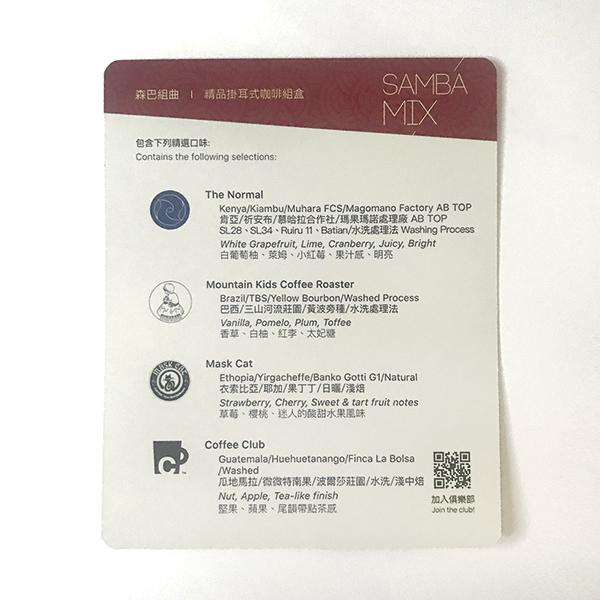 森巴組曲 | 精品掛耳式咖啡組盒
SAMBÁ
MIX
包含下列精選口味:
Contains the following selections:
The Normal
Kenya/Kiambu/Muhara FCS/Magomano Factory AB TOP
肯亞/祈安布/慕哈拉合作社/瑪果瑪諾處理廠 AB TOP
SL28、SL34、Ruiru 11、Batian/水洗處理法 Washing Process
White Grapefruit, Lime, Cranberry, Juicy, Bright
白葡萄柚、萊姆、小紅莓、果汁感、明亮
Mountain Kids Coffee Roaster
Brazil/TBS/Yellow Bourbon/Washed Process
巴西/三山河流莊園/黃波旁種/水洗處理法
Vanilla, Pomelo, Plum, Toffee
香草、白柚、紅李、太妃糖
MASK CAT
Mask Cat
Ethopia/Yirgacheffe/Banko Gotti G1/Natural
衣索比亞/耶加/果丁丁/日曬/淺焙
Strawberry, Cherry, Sweet & tart fruit notes
草莓、櫻桃、迷人的酸甜水果風味
Coffee Club
Guatemala/Huehuetanango/Finca La Bolsa
/Washed
瓜地馬拉/微微特南果/波爾莎莊園/水洗/淺中焙
Nut, Apple, Tea-like finish
堅果、蘋果、尾韻帶點茶感
加入俱樂部
Join the club!